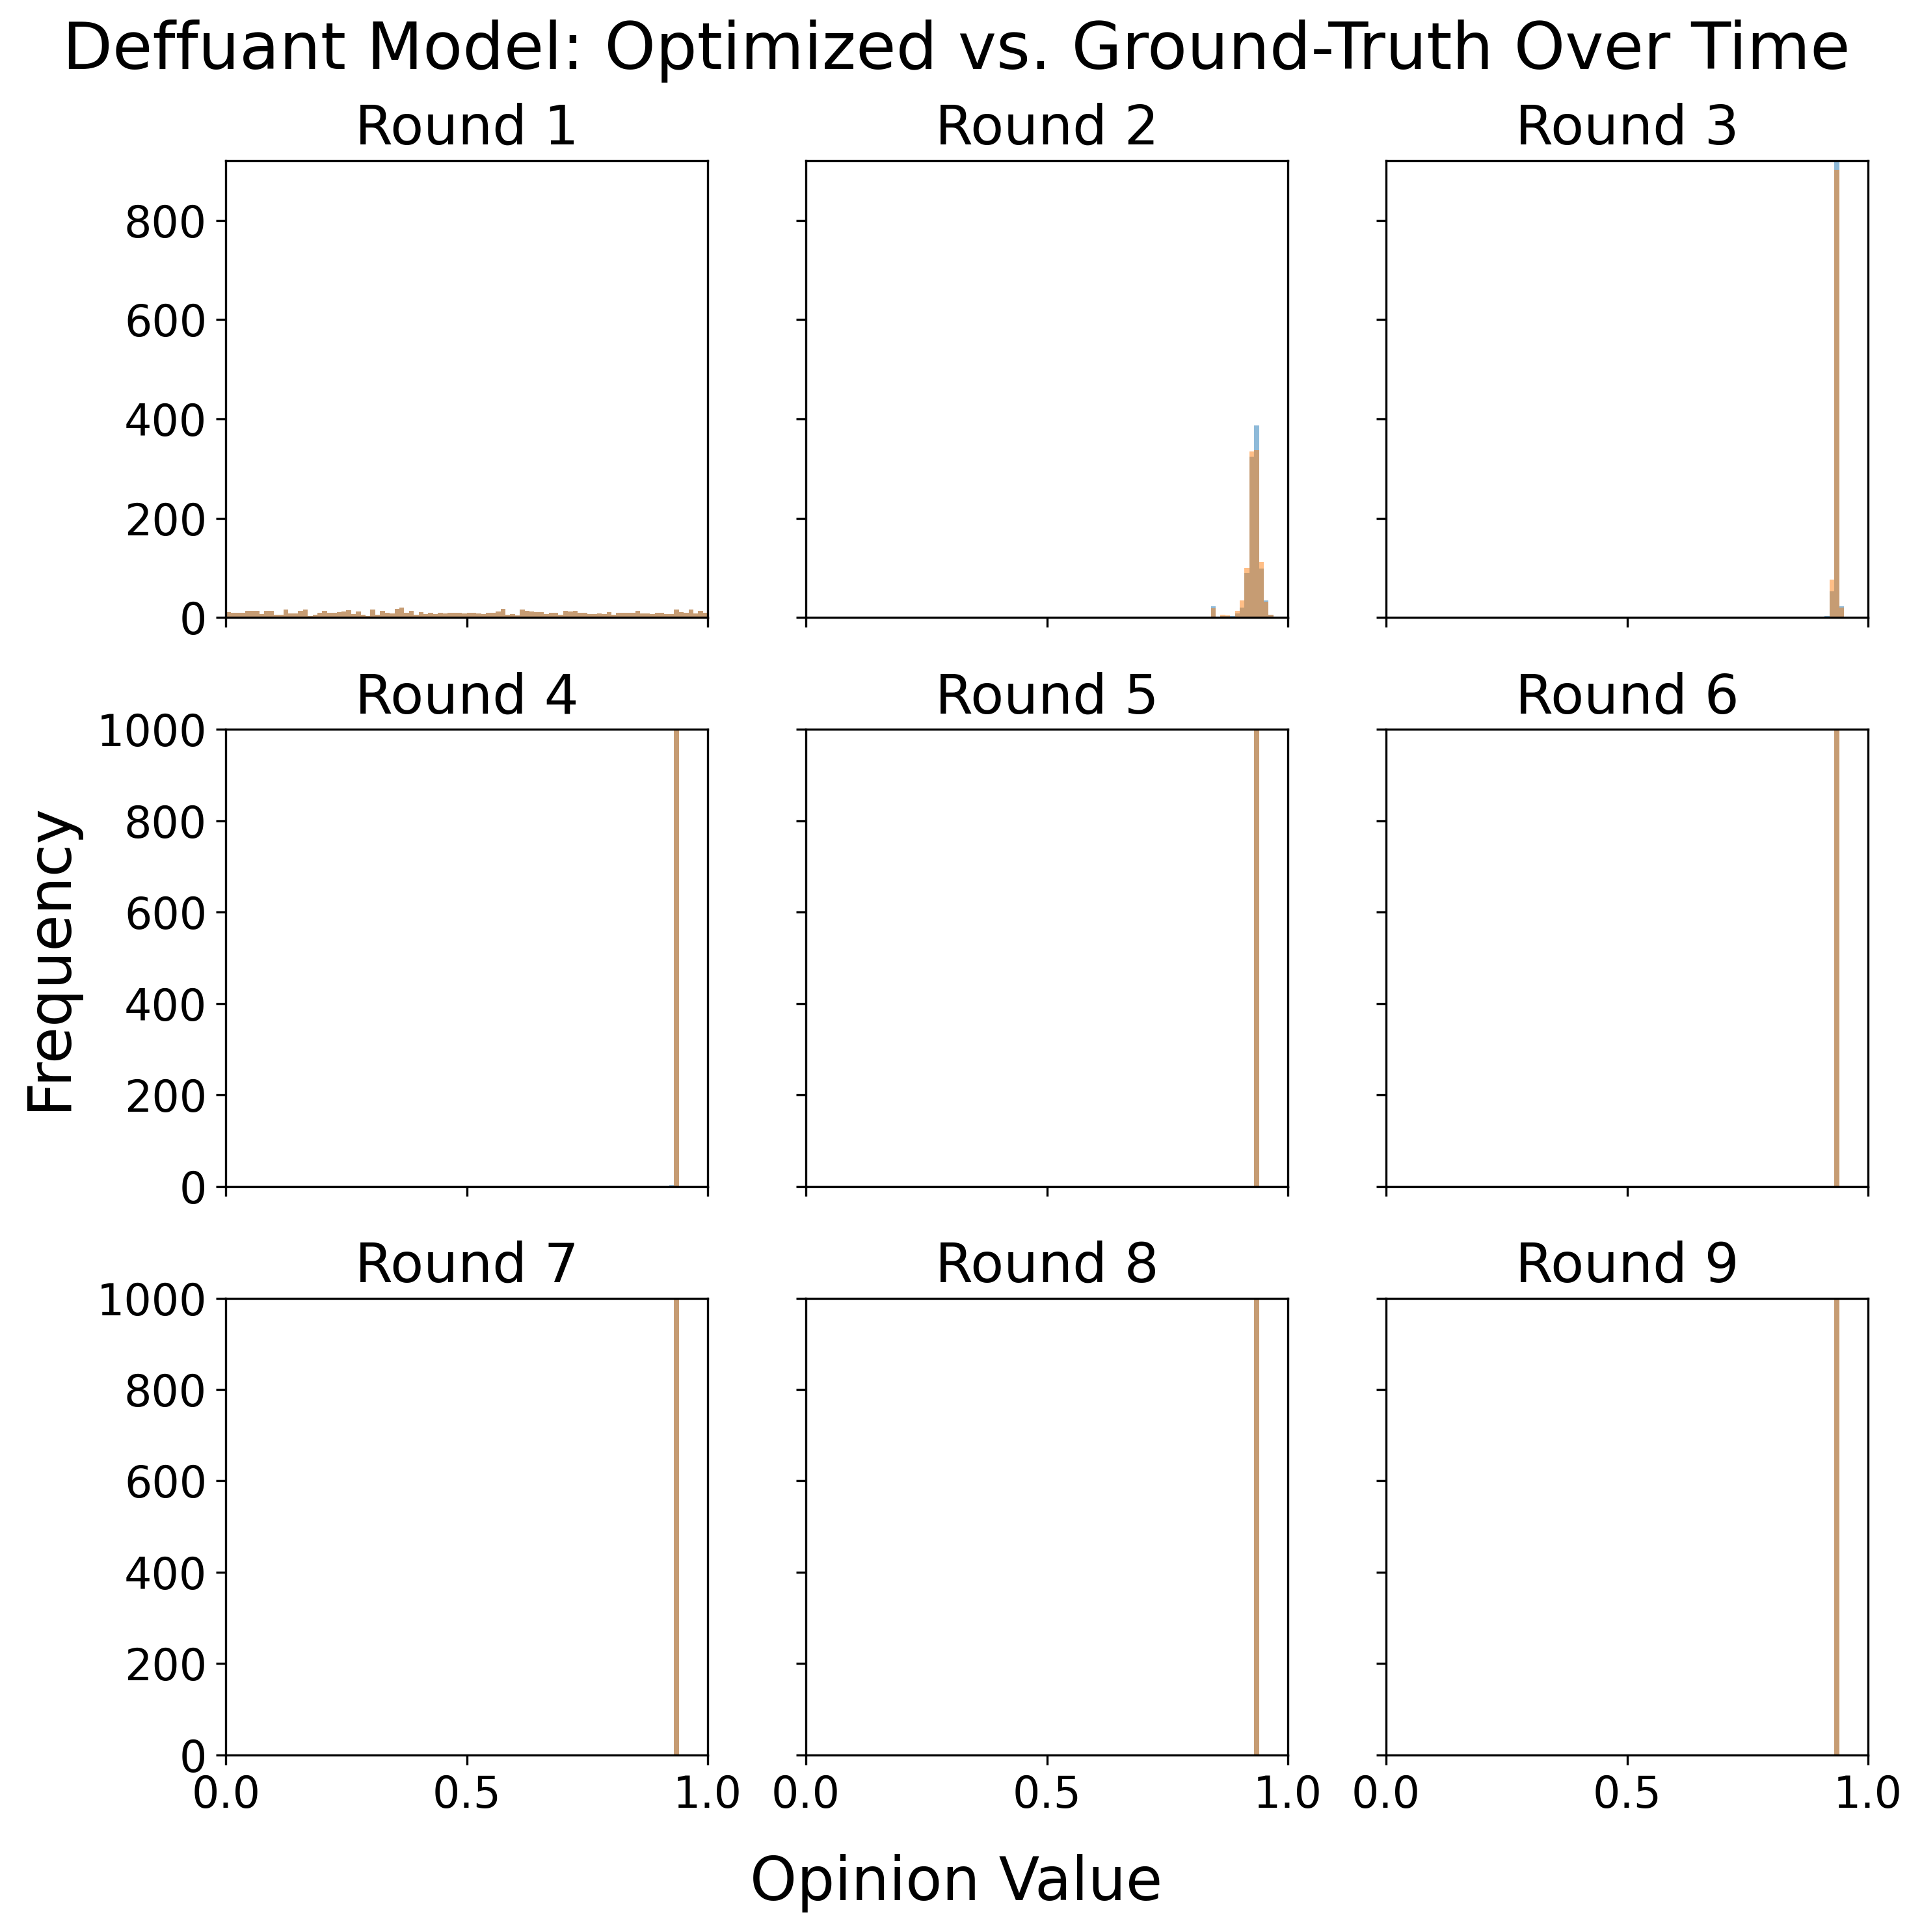 Deffuant Model: Optimized vs. Ground-Truth Over Time
Round 1
Round 2
Round 3
800
600
400
200
0
Round 4
Round 5
Round 6
1000
800
600
400
200
0
Frequency
Round 7
Round 8
Round 9
1000
800
600
400
200
0
0.0 0.5 1.0
0.0 0.5 1.0
0.0 0.5 1.0
Opinion Value